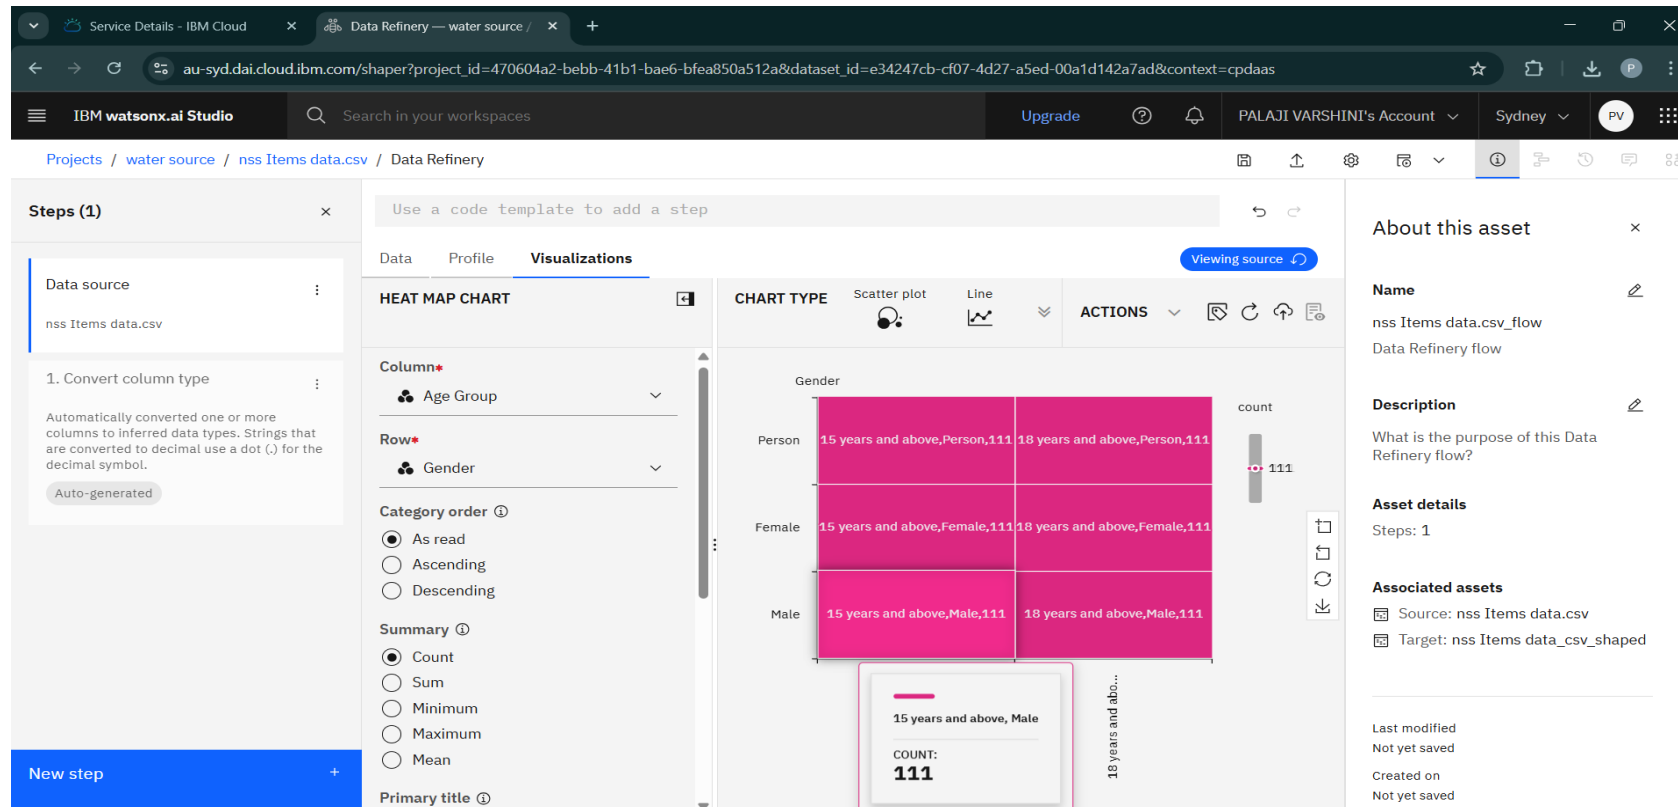 Service Details - IBM Cloud
Data Refinery — water source /
au-syd.dai.cloud.ibm.com/shaper?project_id=470604a2-bebb-41b1-bae6-bfea850a512a&dataset_id=e34247cb-cf07-4d27-a5ed-00a1d142a7ad&context=cpdaas
P
IBM watsonx.ai Studio
Search in your workspaces
Upgrade
PALAJI VARSHINI's Account
Sydney
PV
Projects / water source / nss Items data.csv / Data Refinery
Steps (1)
Data source
nss Items data.csv
1. Convert column type
Automatically converted one or more
columns to inferred data types. Strings that
are converted to decimal use a dot (.) for the
decimal symbol.
Auto-generated
New step +
Use a code template to add a step
Data Profile Visualizations
Viewing source
HEAT MAP CHART
Column*
Age Group
Row*
Gender
Category order
As read
Ascending
Descending
Summary
Count
Sum
Minimum
Maximum
Mean
Primary title
CHART TYPE
Scatter plot
Line
ACTIONS
Gender
Person
15 years and above,Person,111
18 years and above,Person,111
Female
15 years and above,Female,111
18 years and above,Female,111
Male
15 years and above,Male,111
18 years and above,Male,111
count
111
15 years and above, Male
COUNT:
111
18 years and abo...
About this asset
Name
nss Items data.csv_flow
Data Refinery flow
Description
What is the purpose of this Data
Refinery flow?
Asset details
Steps: 1
Associated assets
Source: nss Items data.csv
Target: nss Items data_csv_shaped
Last modified
Not yet saved
Created on
Not yet saved